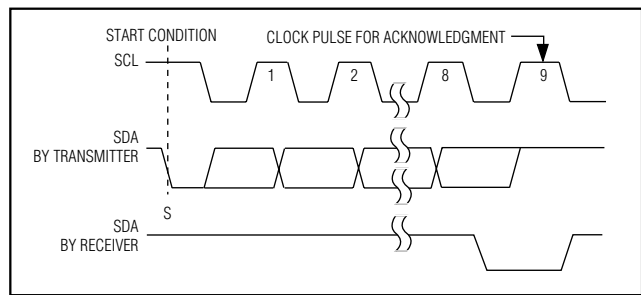 START CONDITION
CLOCK PULSE FOR ACKNOWLEDGMENT
SCL
1
2
8
9
SDA
BY TRANSMITTER
S
SDA
BY RECEIVER